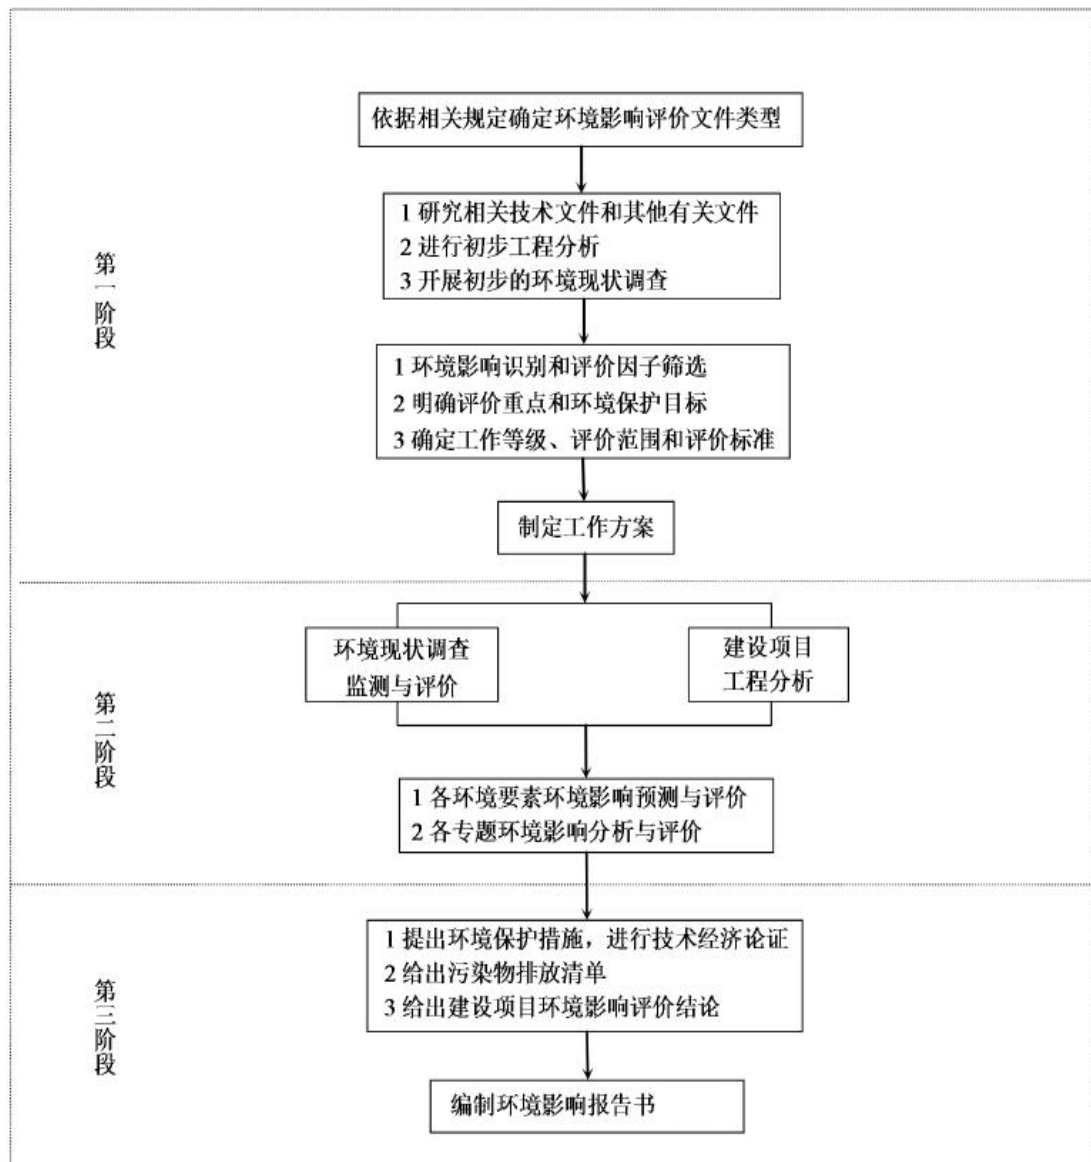 依据相关规定确定环境影响评价文件类型
1 研究相关技术文件和其他有关文件
2 进行初步工程分析
3 开展初步的环境现状调查
第一阶段
1 环境影响识别和评价因子筛选
2 明确评价重点和环境保护目标
3 确定工作等级、评价范围和评价标准
制定工作方案
环境现状调查
监测与评价
建设项目
工程分析
第二阶段
1 各环境要素环境影响预测与评价
2 各专题环境影响分析与评价
1 提出环境保护措施，进行技术经济论证
2 给出污染物排放清单
3 给出建设项目环境影响评价结论
第三阶段
编制环境影响报告书